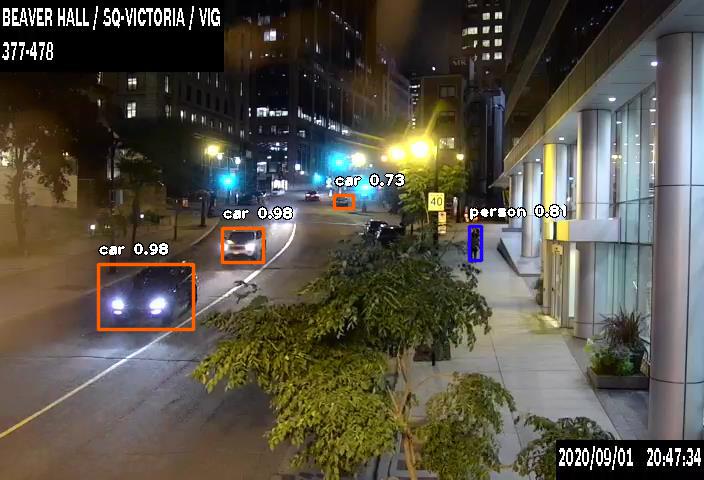 BEAVER HALL / SQ-VICTORIA / VIG
377-478
car 0.73
40
car 0.98
person 0.81
car 0.98
2020/09/01 20:47:34